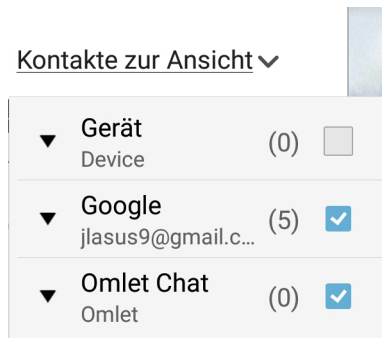 Kontakte zur Ansicht
Gerät
Device
(0)
Google
jlasus9@gmail.c...
(5)
Omlet Chat
Omlet
(0)